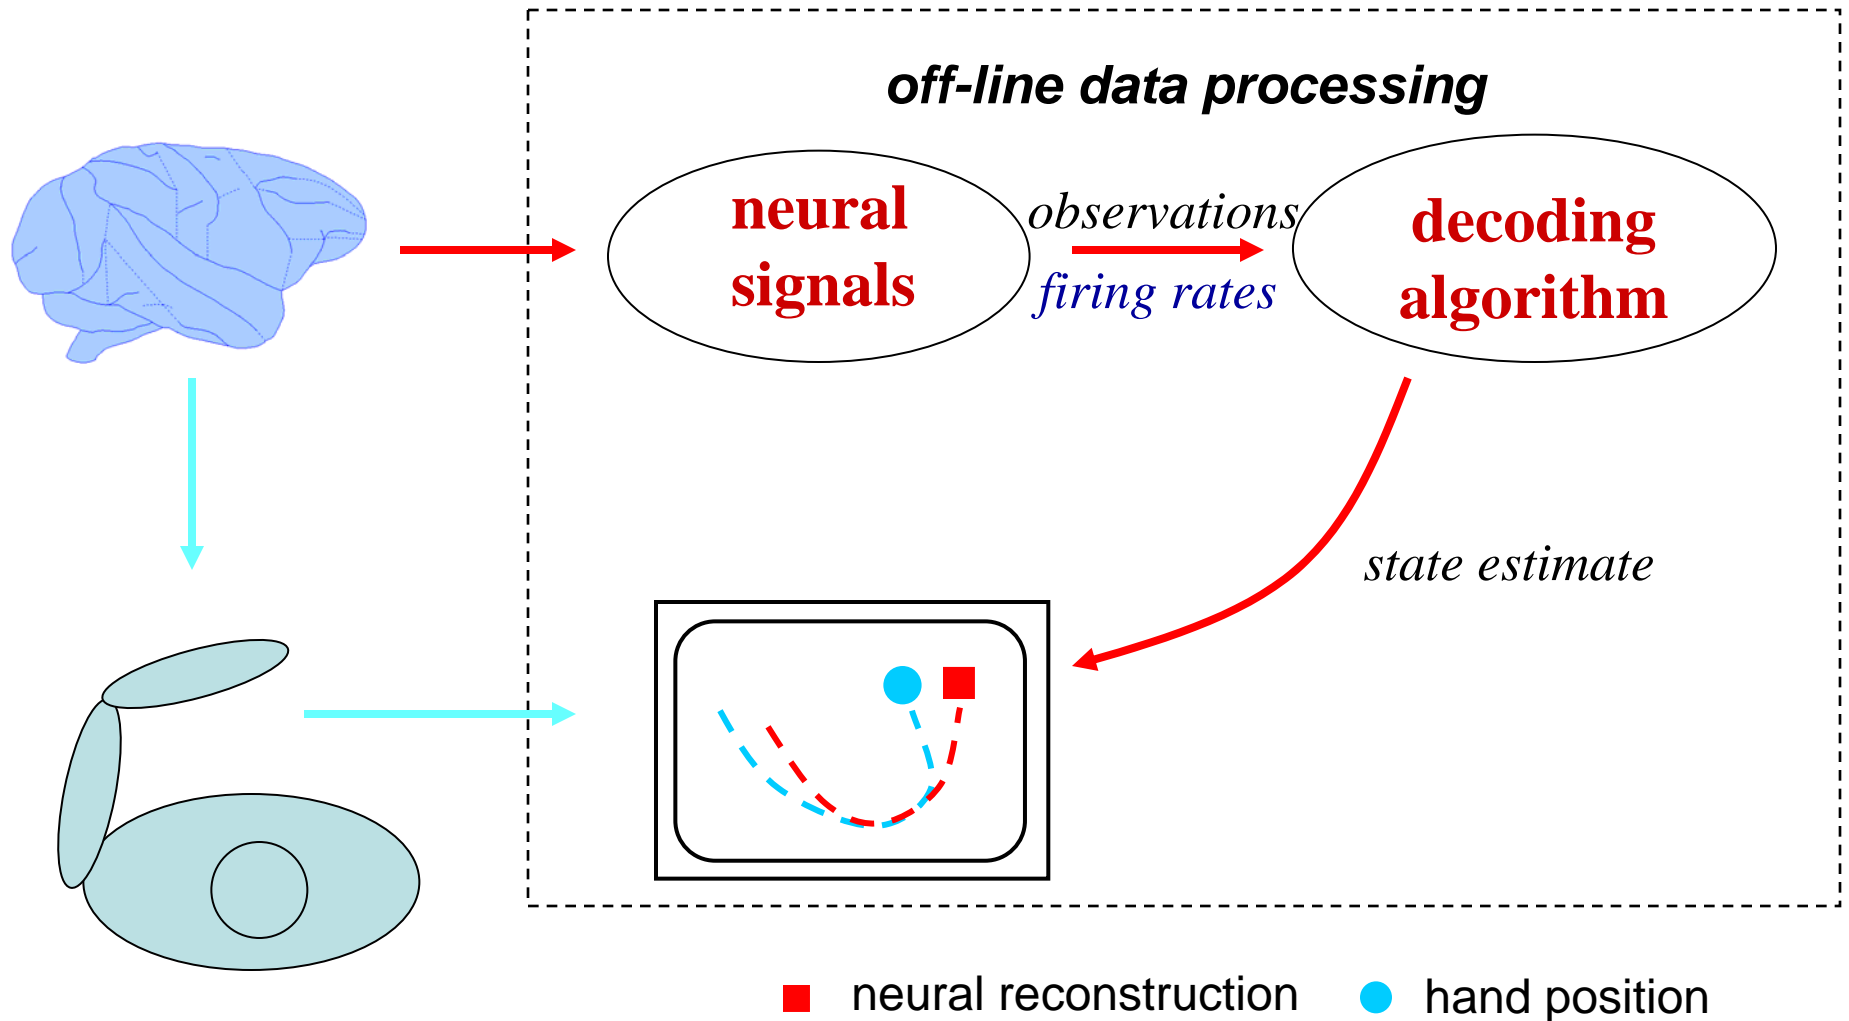 off-line data processing
neural
signals
observations
firing rates
decoding
algorithm
state estimate
neural reconstruction
hand position